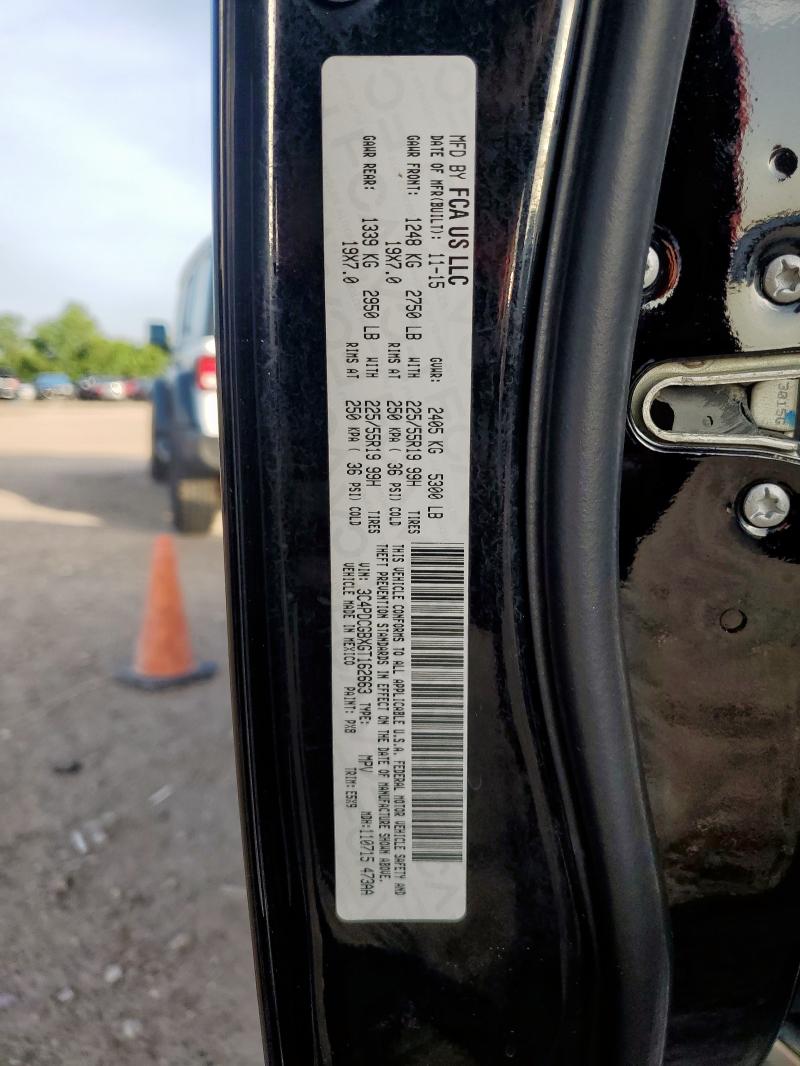 MFD BY FCA US LLC
DATE OF MFR(BUILT): 11-15 GVWR: 2405 KG 5300 LB
GAWR FRONT: 1248 KG 2750 LB WITH 225/55R19 99H TIRES
19X7.0 RIMS AT 250 KPA ( 36 PSI) COLD
GAWR REAR: 1339 KG 2950 LB WITH 225/55R19 99H TIRES
19X7.0 RIMS AT 250 KPA ( 36 PSI) COLD
THIS VEHICLE CONFORMS TO ALL APPLICABLE U.S.A. FEDERAL MOTOR VEHICLE SAFETY AND
THEFT PREVENTION STANDARDS IN EFFECT ON THE DATE OF MANUFACTURE SHOWN ABOVE.
VIN: 3C4PDCGBXGT162663 TYPE: MPV MDH:110715 473AA
VEHICLE MADE IN MEXICO PAINT: PX8 TRIM: E5X9